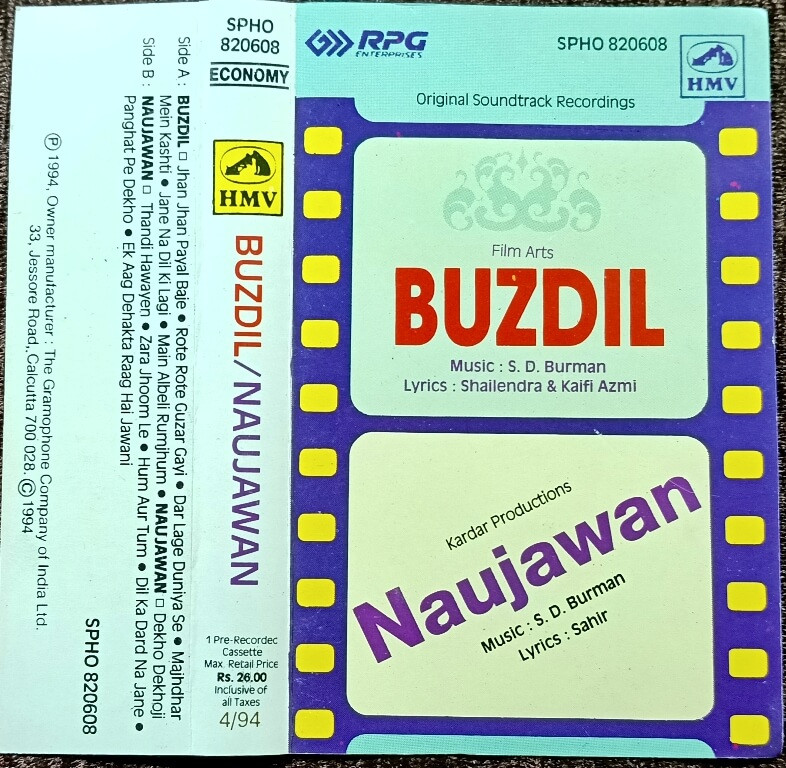 SPHO
820608
ECONOMY
HMV
BUZDIL/NAUJAWAN
1 Pre-Recorded
Cassette
Max. Retail Price
Rs. 26.00
Inclusive of
all Taxes
4/94
Side A : BUZDIL □ Jhan Jhan Payal Baje • Rote Rote Guzar Gayi • Dar Lage Duniya Se • Majhdhar
Mein Kashti • Jane Na Dil Ki Lagi • Main Albeli Rumjhum • NAUJAWAN □ Dekho Dekhoji
Side B : NAUJAWAN □ Thandi Hawayen • Zara Jhoom Le • Hum Aur Tum • Dil Ka Dard Na Jane •
Panghat Pe Dekho • Ek Aag Dehakta Raag Hai Jawani
SPHO 820608
Ⓟ 1994, Owner manufacturer : The Gramophone Company of India Ltd.
33, Jessore Road, Calcutta 700 028. © 1994
RPG
ENTERPRISES
SPHO 820608
HMV
Original Soundtrack Recordings
Film Arts
BUZDIL
Music : S. D. Burman
Lyrics : Shailendra & Kaifi Azmi
Kardar Productions
Naujawan
Music : S. D. Burman
Lyrics : Sahir